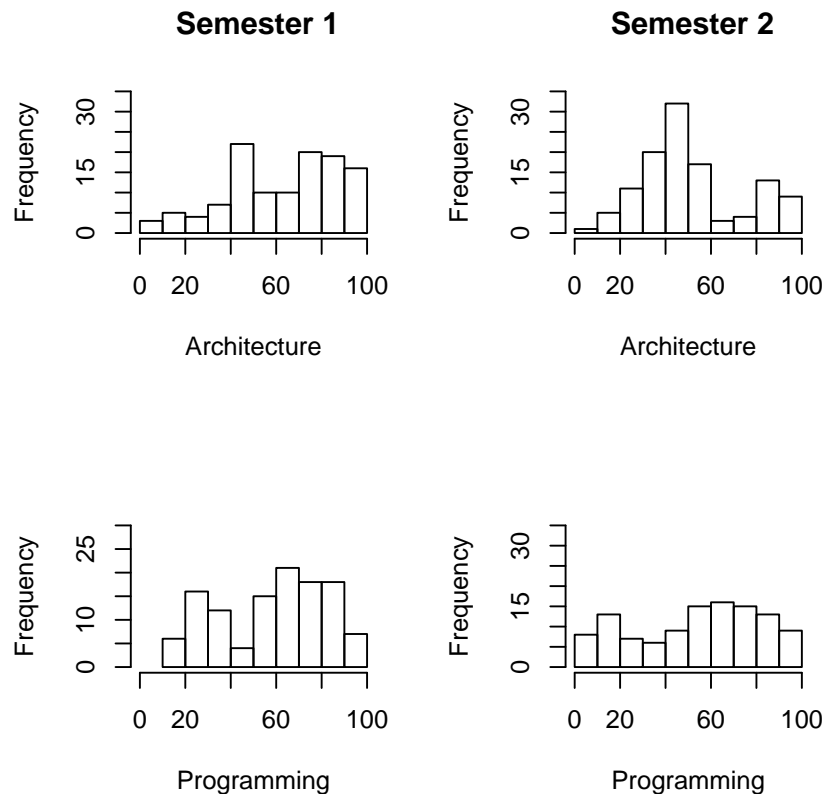 Semester 1
Frequency
0 15 30
0 20 60 100
Architecture
Semester 2
Frequency
0 15 30
0 20 60 100
Architecture
Frequency
0 10 25
0 20 60 100
Programming
Frequency
0 15 30
0 20 60 100
Programming